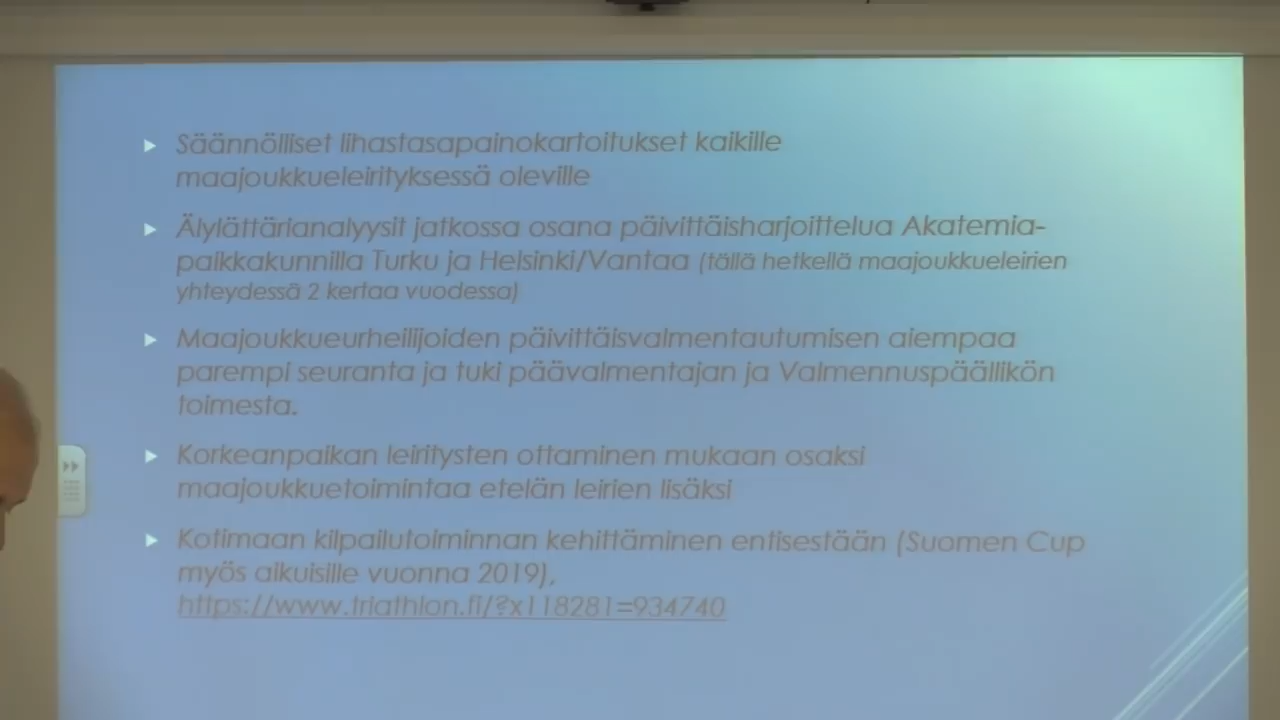 Säännölliset lihastasapainokartoitukset kaikille
maajoukkueleirityksessä oleville
Älylättärianalyysit jatkossa osana päivittäisharjoittelua Akatemia-
paikkakunnilla Turku ja Helsinki/Vantaa (tällä hetkellä maajoukkueleirien
yhteydessä 2 kertaa vuodessa)
Maajoukkueurheilijoiden päivittäisvalmentautumisen aiempaa
parempi seuranta ja tuki päävalmentajan ja Valmennuspäällikön
toimesta.
Korkeanpaikan leiritysten ottaminen mukaan osaksi
maajoukkuetoimintaa etelän leirien lisäksi
Kotimaan kilpailutoiminnan kehittäminen entisestään (Suomen Cup
myös aikuisille vuonna 2019),
https://www.triathlon.fi/?x118281=934740